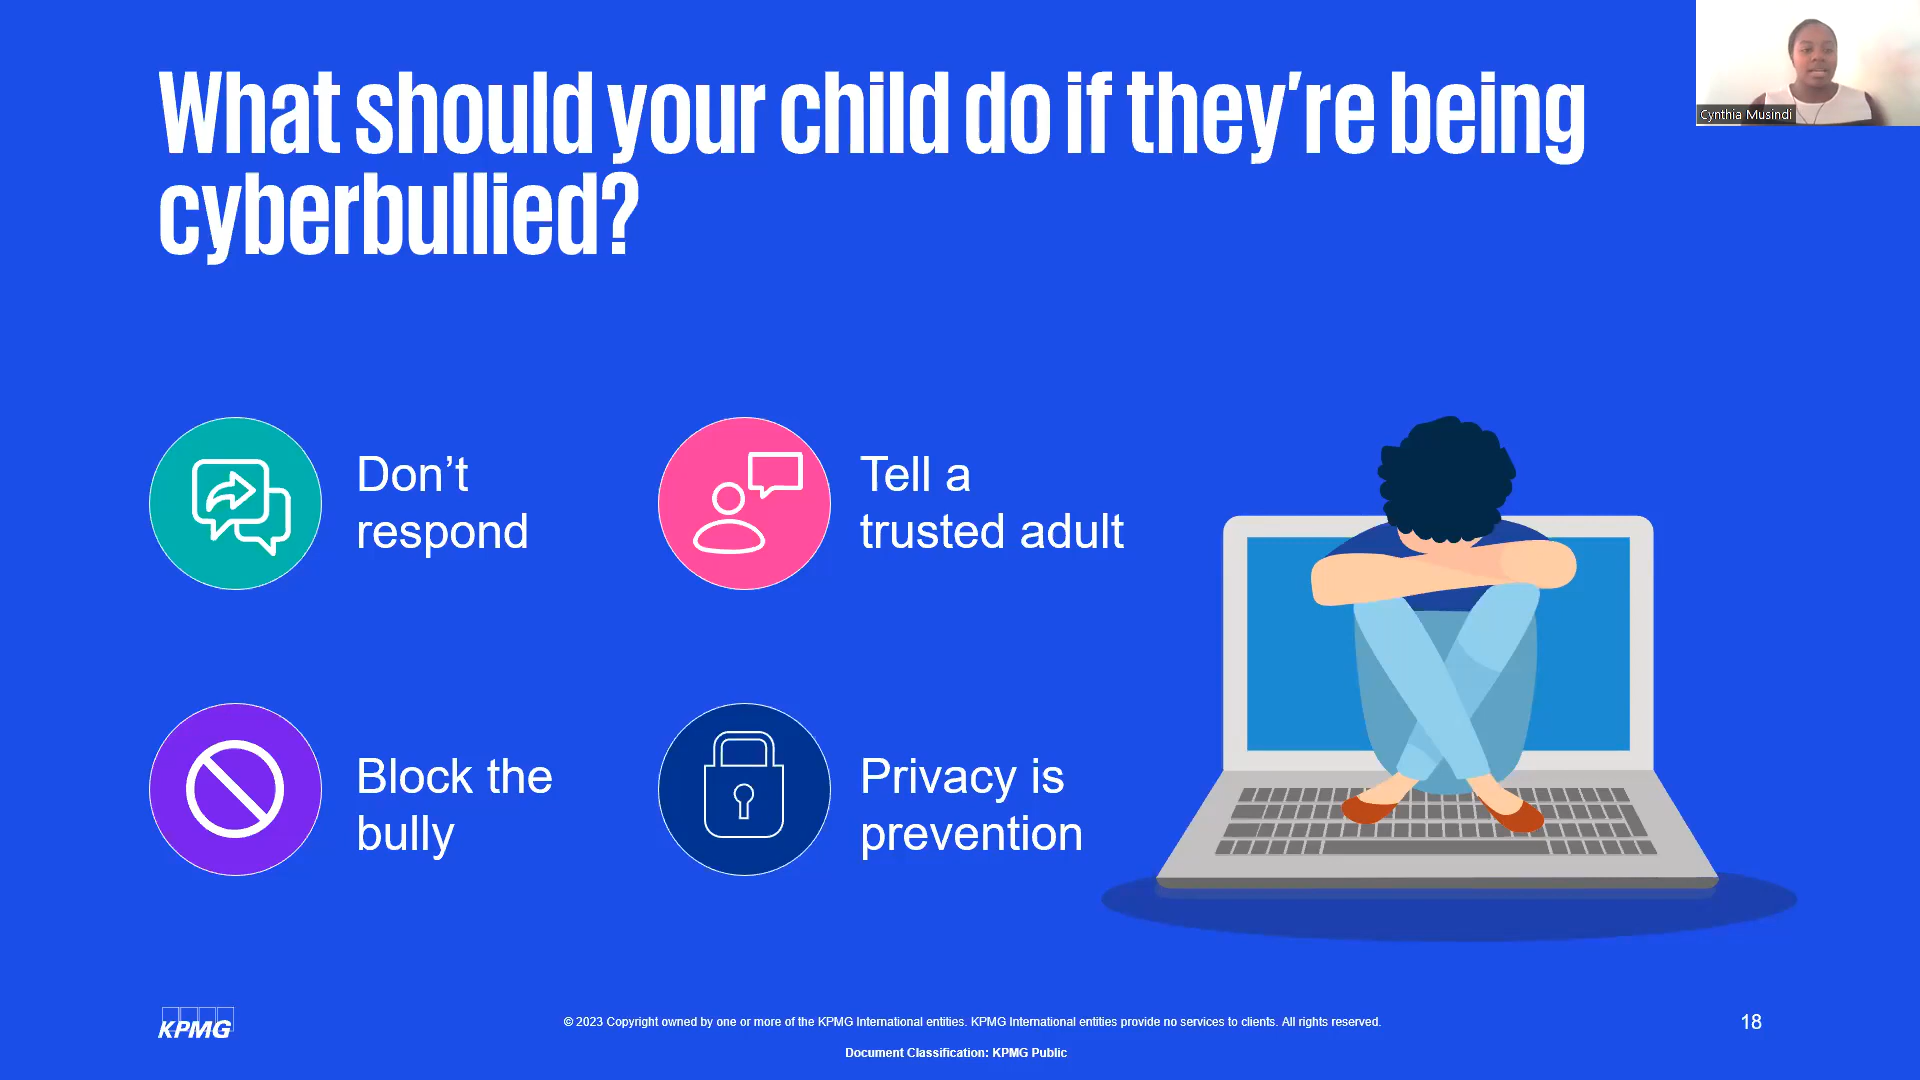 What should your child do if they're being
cyberbullied?
Cynthia Musindi
Don't
respond
Tell a
trusted adult
Block the
bully
Privacy is
prevention
KPMG
© 2023 Copyright owned by one or more of the KPMG International entities. KPMG International entities provide no services to clients. All rights reserved.
18
Document Classification: KPMG Public